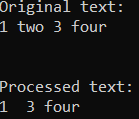 Original text:
1 two 3 four
Processed text:
1  3 four